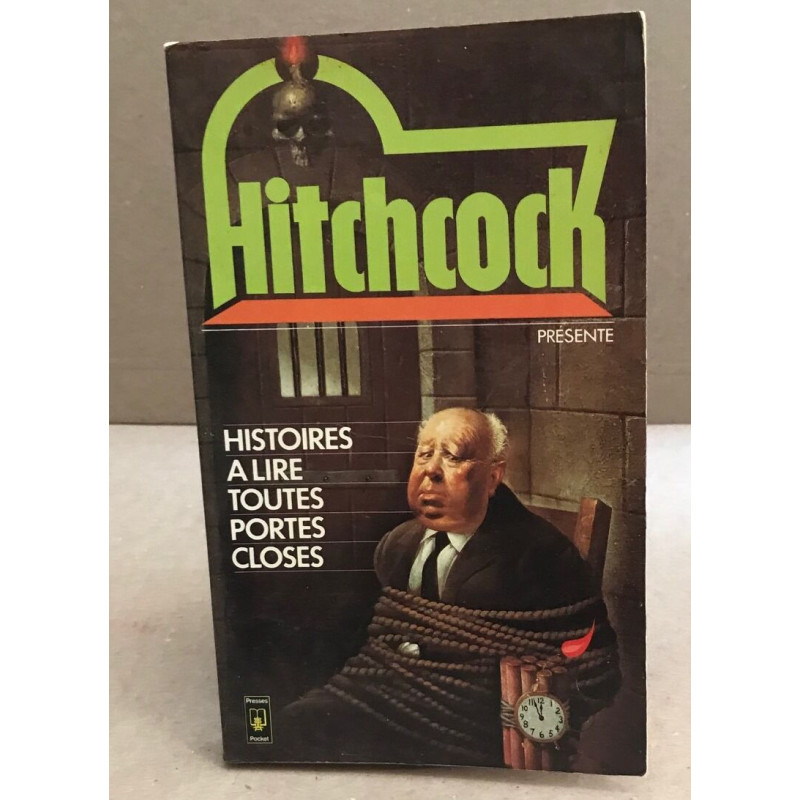 Hitchcock
PRÉSENTE
HISTOIRES
A LIRE
TOUTES
PORTES
CLOSES
Presses
Pocket